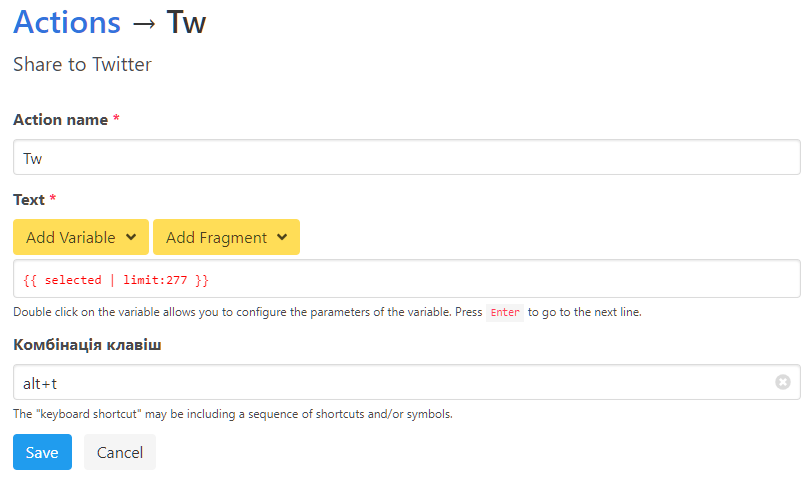 Actions → Tw
Share to Twitter
Action name *
Tw
Text *
Add Variable Add Fragment
{{ selected | limit:277 }}
Double click on the variable allows you to configure the parameters of the variable. Press Enter to go to the next line.
Комбінація клавіш
alt+t
The "keyboard shortcut" may be including a sequence of shortcuts and/or symbols.
Save Cancel